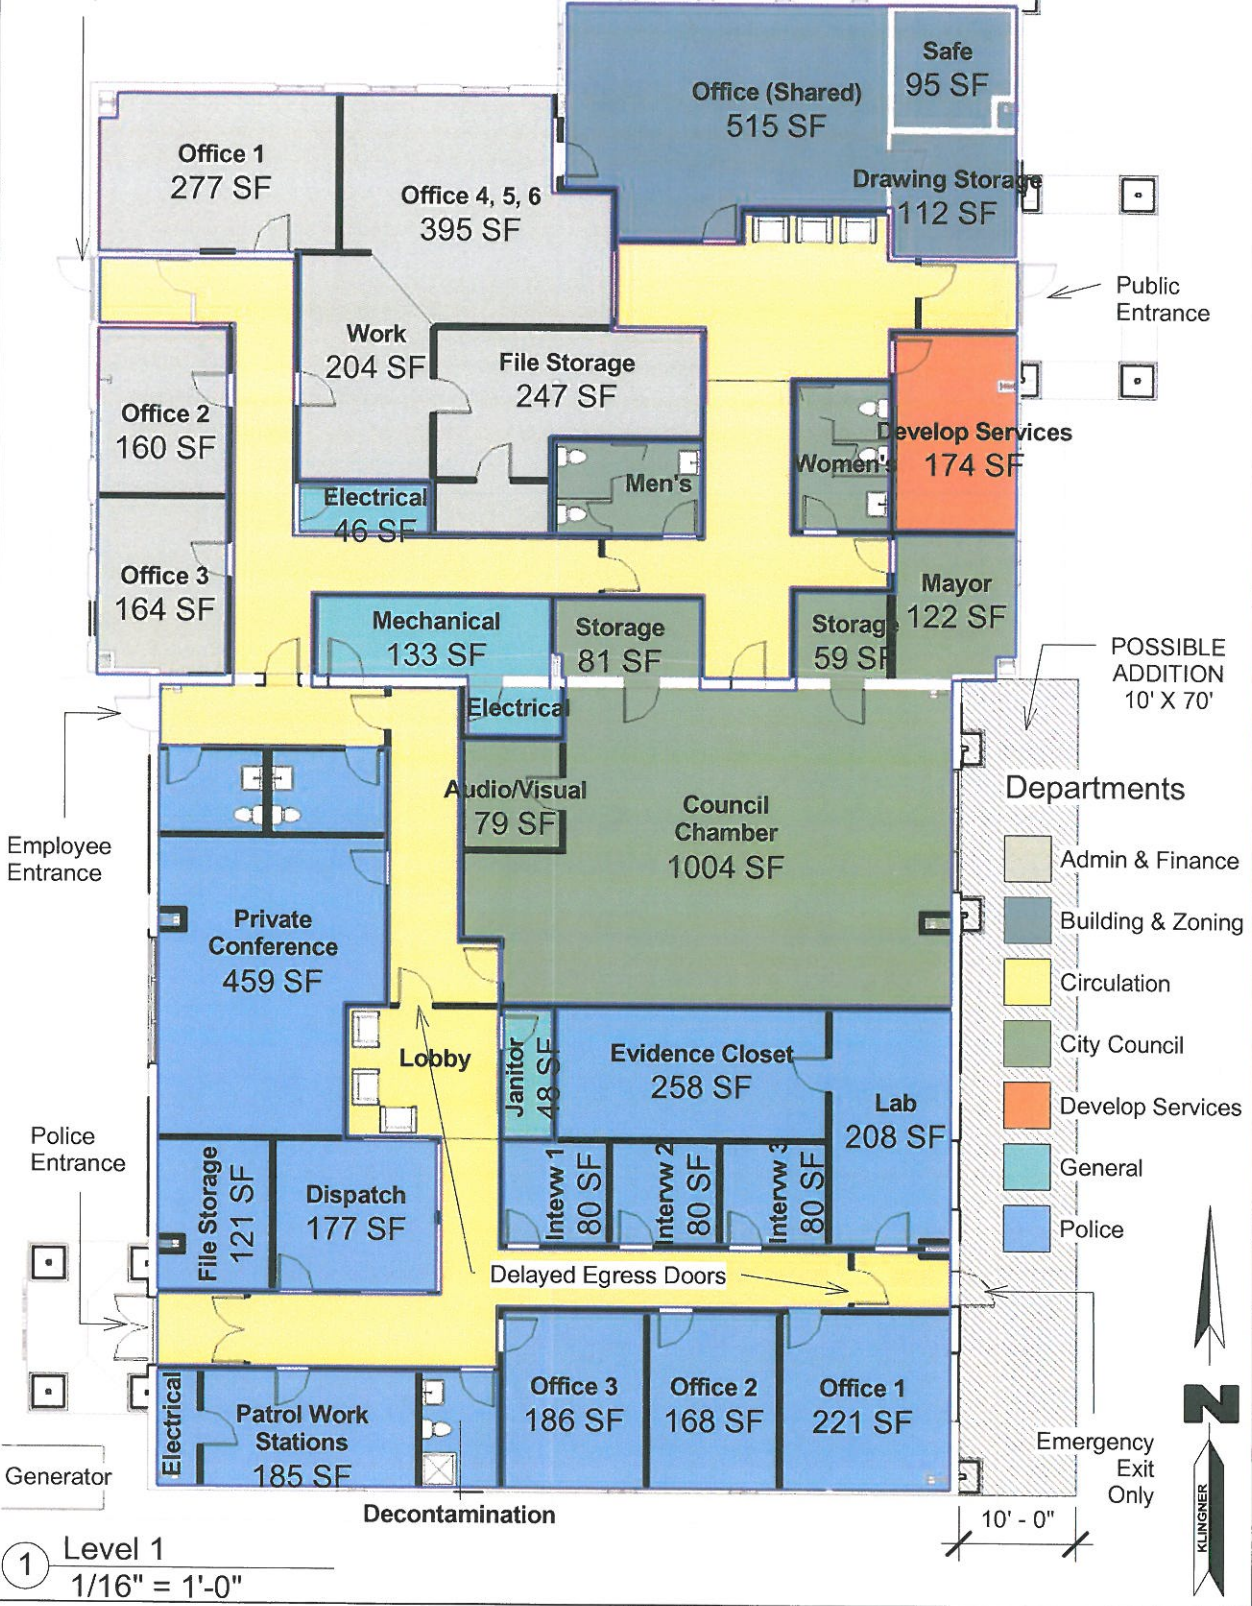 Safe
95 SF
Office (Shared)
515 SF
Office 1
277 SF
Office 4, 5, 6
395 SF
Drawing Storage
112 SF
Public
Entrance
Work
204 SF
File Storage
247 SF
Office 2
160 SF
Develop Services
174 SF
Women's
Men's
Electrical
46 SF
Office 3
164 SF
Mayor
122 SF
Mechanical
133 SF
Storage
81 SF
Storage
59 SF
POSSIBLE
ADDITION
10' X 70'
Electrical
Employee
Entrance
Audio/Visual
79 SF
Council
Chamber
1004 SF
Departments
Admin & Finance
Building & Zoning
Circulation
City Council
Develop Services
General
Police
Private
Conference
459 SF
Lobby
Janitor
48 SF
Evidence Closet
258 SF
Lab
208 SF
Police
Entrance
File Storage
121 SF
Dispatch
177 SF
Intevw 1
80 SF
Intervw 2
80 SF
Intervw 3
80 SF
Delayed Egress Doors
Electrical
Patrol Work
Stations
185 SF
Office 3
186 SF
Office 2
168 SF
Office 1
221 SF
Emergency
Exit
Only
Generator
Decontamination
10' - 0"
N
KLINGNER
1
Level 1
1/16" = 1'-0"